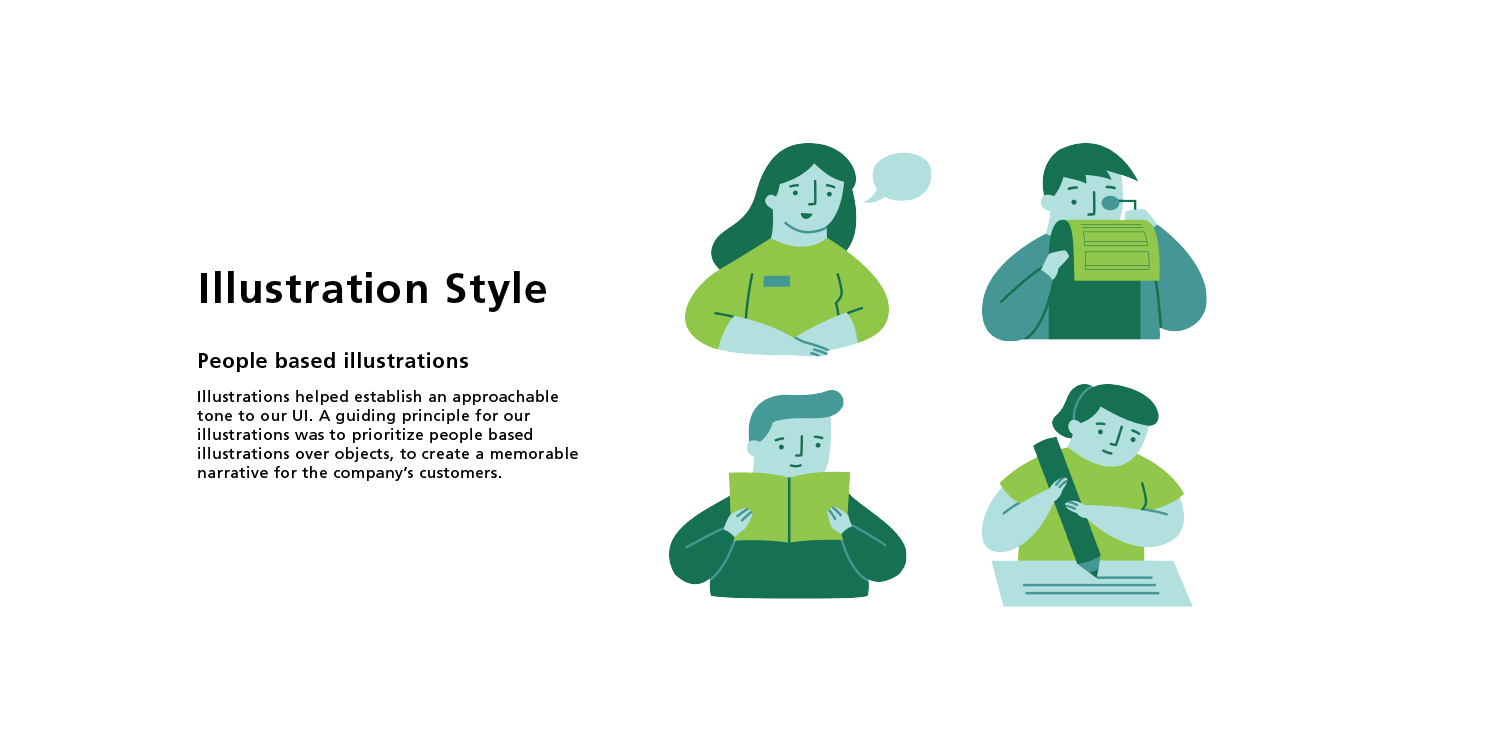 Illustration Style
People based illustrations
Illustrations helped establish an approachable
tone to our UI. A guiding principle for our
illustrations was to prioritize people based
illustrations over objects, to create a memorable
narrative for the company’s customers.